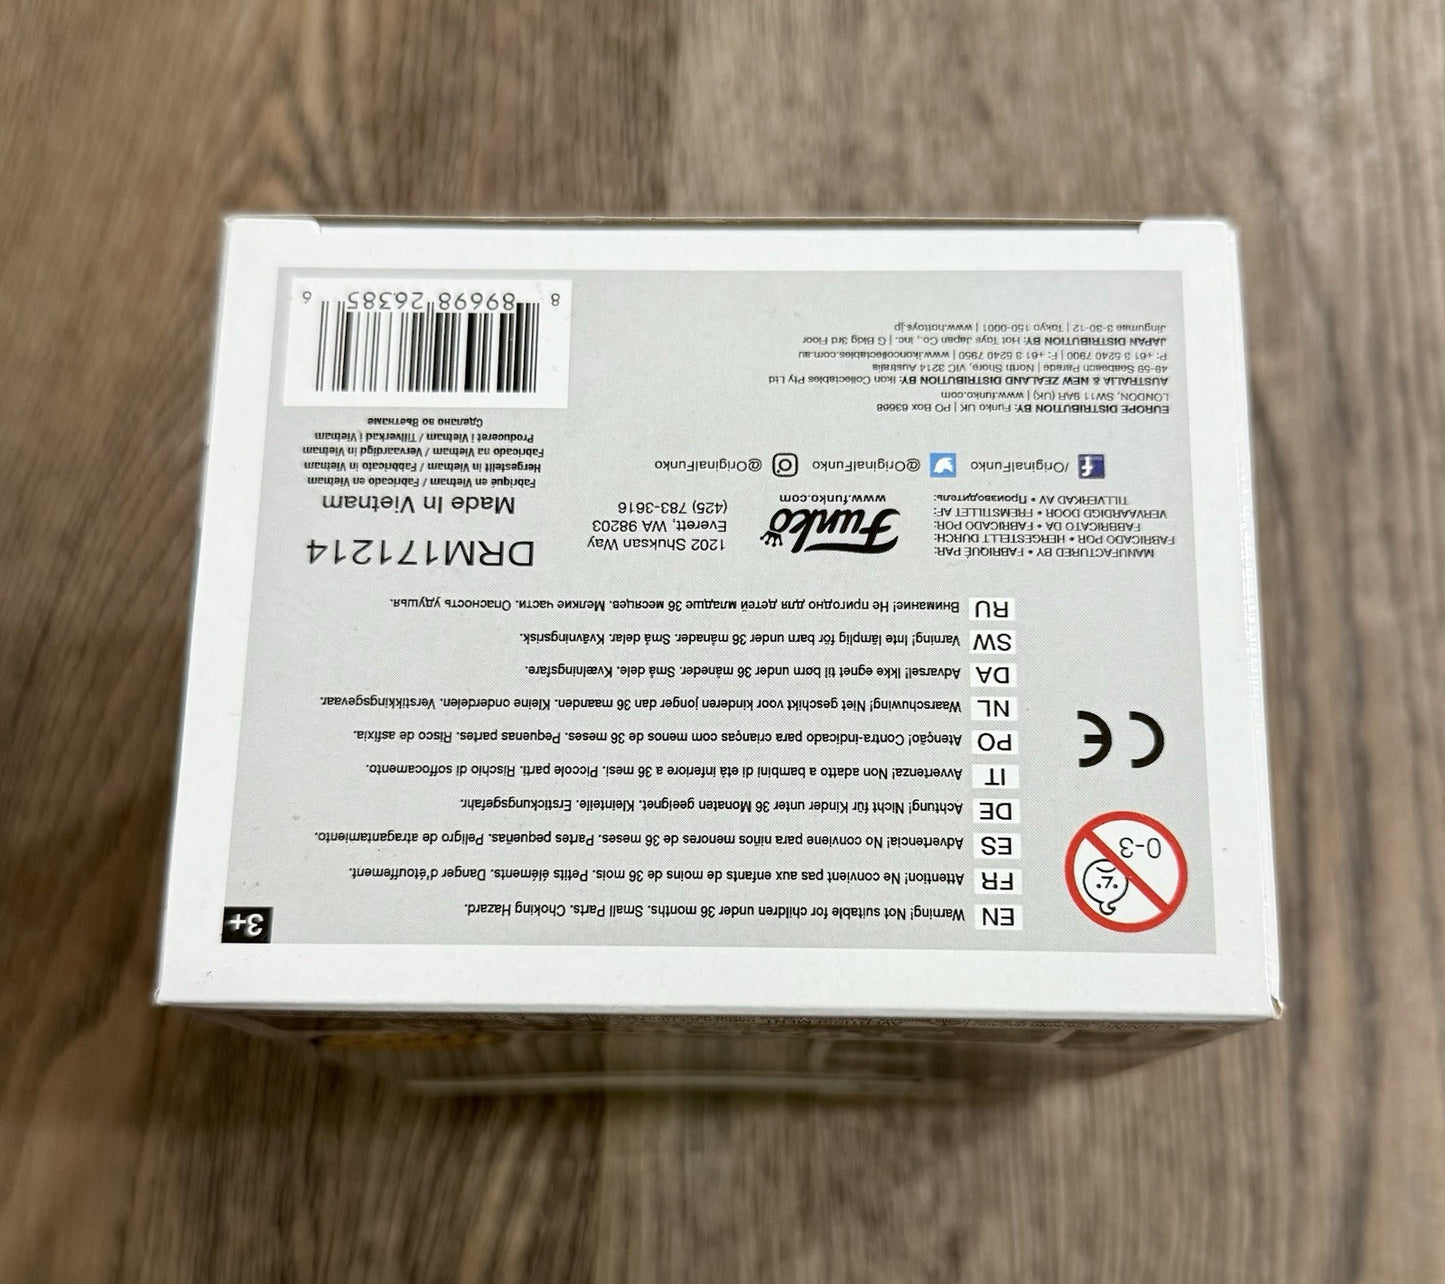 EN Warning! Not suitable for children under 36 months. Small Parts. Choking Hazard.
FR Attention! Ne convient pas aux enfants de moins de 36 mois. Petits éléments. Danger d'étouffement.
ES Advertencia! No conviene para niños menores de 36 de meses. Partes pequeñas. Peligro de atragantamiento.
DE Achtung! Nicht für Kinder unter 36 Monaten geeignet. Kleinteile. Erstickungsgefahr.
IT Avvertenza! Non adatto a bambini di età inferiore a 36 mesi. Piccole parti. Rischio di soffocamento.
PO Atenção! Contra-indicado para crianças com menos de 36 meses. Pequenas partes. Risco de asfixia.
NL Waarschuwing! Niet geschikt voor kinderen jonger dan 36 maanden. Kleine onderdelen. Verstikkingsgevaar.
DA Advarsel! Ikke egnet til børn under 36 måneder. Små dele. Kvælningsfare.
SW Varning! Inte lämplig för barn under 36 månader. Små delar. Kvävningsrisk.
RU Внимание! Не пригодно для детей младше 36 месяцев. Мелкие части. Опасность удушья.
3+
0-3
CE
MANUFACTURED BY • FABRIQUÉ PAR:
FABRICADO POR • HERGESTELLT DURCH:
FABBRICATO DA • FABRICADO POR:
VERVAARDIGD DOOR • FREMSTILLET AF:
TILLVERKAD AV • Производитель:
Funko
www.funko.com
1202 Shuksan Way
Everett, WA 98203
(425) 783-3616
DRM171214
Made In Vietnam
Fabriqué en Vietnam / Fabricado en Vietnam
Hergestellt in Vietnam / Fabbricato in Vietnam
Fabricado na Vietnam / Vervaardigd in Vietnam
Produceret i Vietnam / Tillverkad i Vietnam
Сделано во Вьетнаме
/OriginalFunko
@OriginalFunko
@OriginalFunko
EUROPE DISTRIBUTION BY: Funko UK | PO Box 63668
LONDON, SW11 9AR (UK) | www.funko.com
AUSTRALIA & NEW ZEALAND DISTRIBUTION BY: Ikon Collectables Pty Ltd
49-59 Seabeach Parade | North Shore, VIC 3214 Australia
P: +61 3 5240 7900 | F: +61 3 5240 7950 | www.ikoncollectables.com.au
JAPAN DISTRIBUTION BY: Hot Toys Japan Co., Inc. | G Bldg 3rd Floor
Jingumae 3-30-12 | Tokyo 150-0001 | www.hottoys.jp
8 89698 26385 6